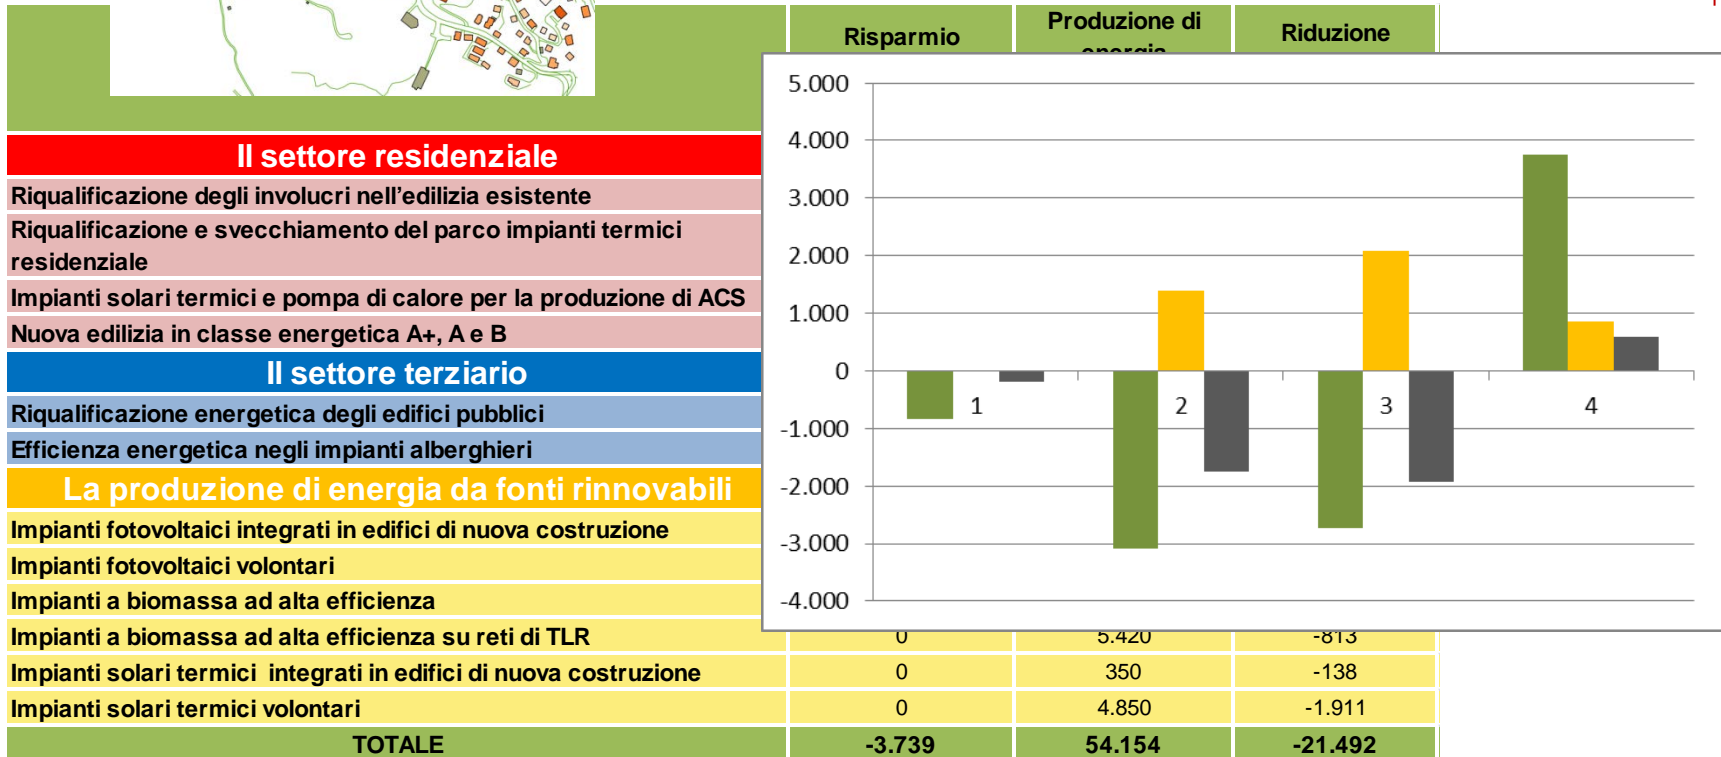 Risparmio
Produzione di
energia
Riduzione
Il settore residenziale
Riqualificazione degli involucri nell’edilizia esistente
Riqualificazione e svecchiamento del parco impianti termici
residenziale
Impianti solari termici e pompa di calore per la produzione di ACS
Nuova edilizia in classe energetica A+, A e B
Il settore terziario
Riqualificazione energetica degli edifici pubblici
Efficienza energetica negli impianti alberghieri
La produzione di energia da fonti rinnovabili
Impianti fotovoltaici integrati in edifici di nuova costruzione
Impianti fotovoltaici volontari
Impianti a biomassa ad alta efficienza
Impianti a biomassa ad alta efficienza su reti di TLR 0 5.420 -813
Impianti solari termici integrati in edifici di nuova costruzione 0 350 -138
Impianti solari termici volontari 0 4.850 -1.911
TOTALE -3.739 54.154 -21.492
5.000
4.000
3.000
2.000
1.000
0
-1.000
-2.000
-3.000
-4.000
1 2 3 4